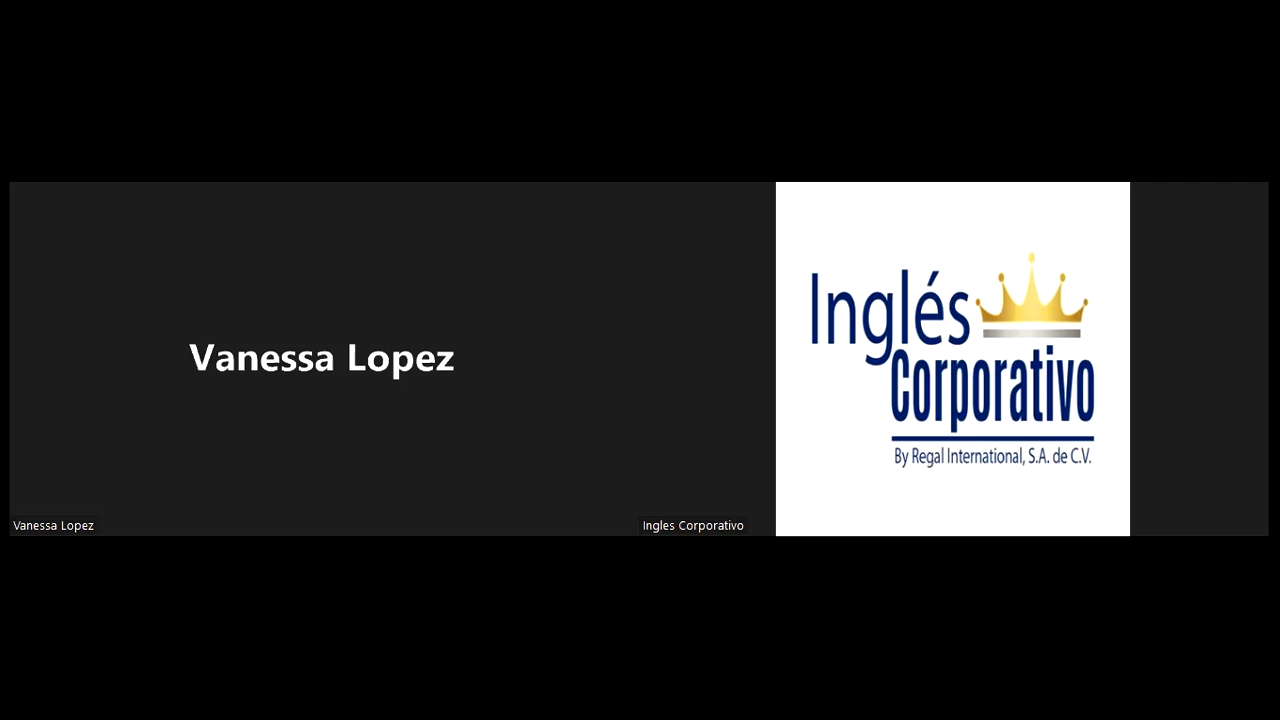 Vanessa Lopez
Vanessa Lopez
Ingles Corporativo
Inglés
Corporativo
By Regal International, S.A. de C.V.